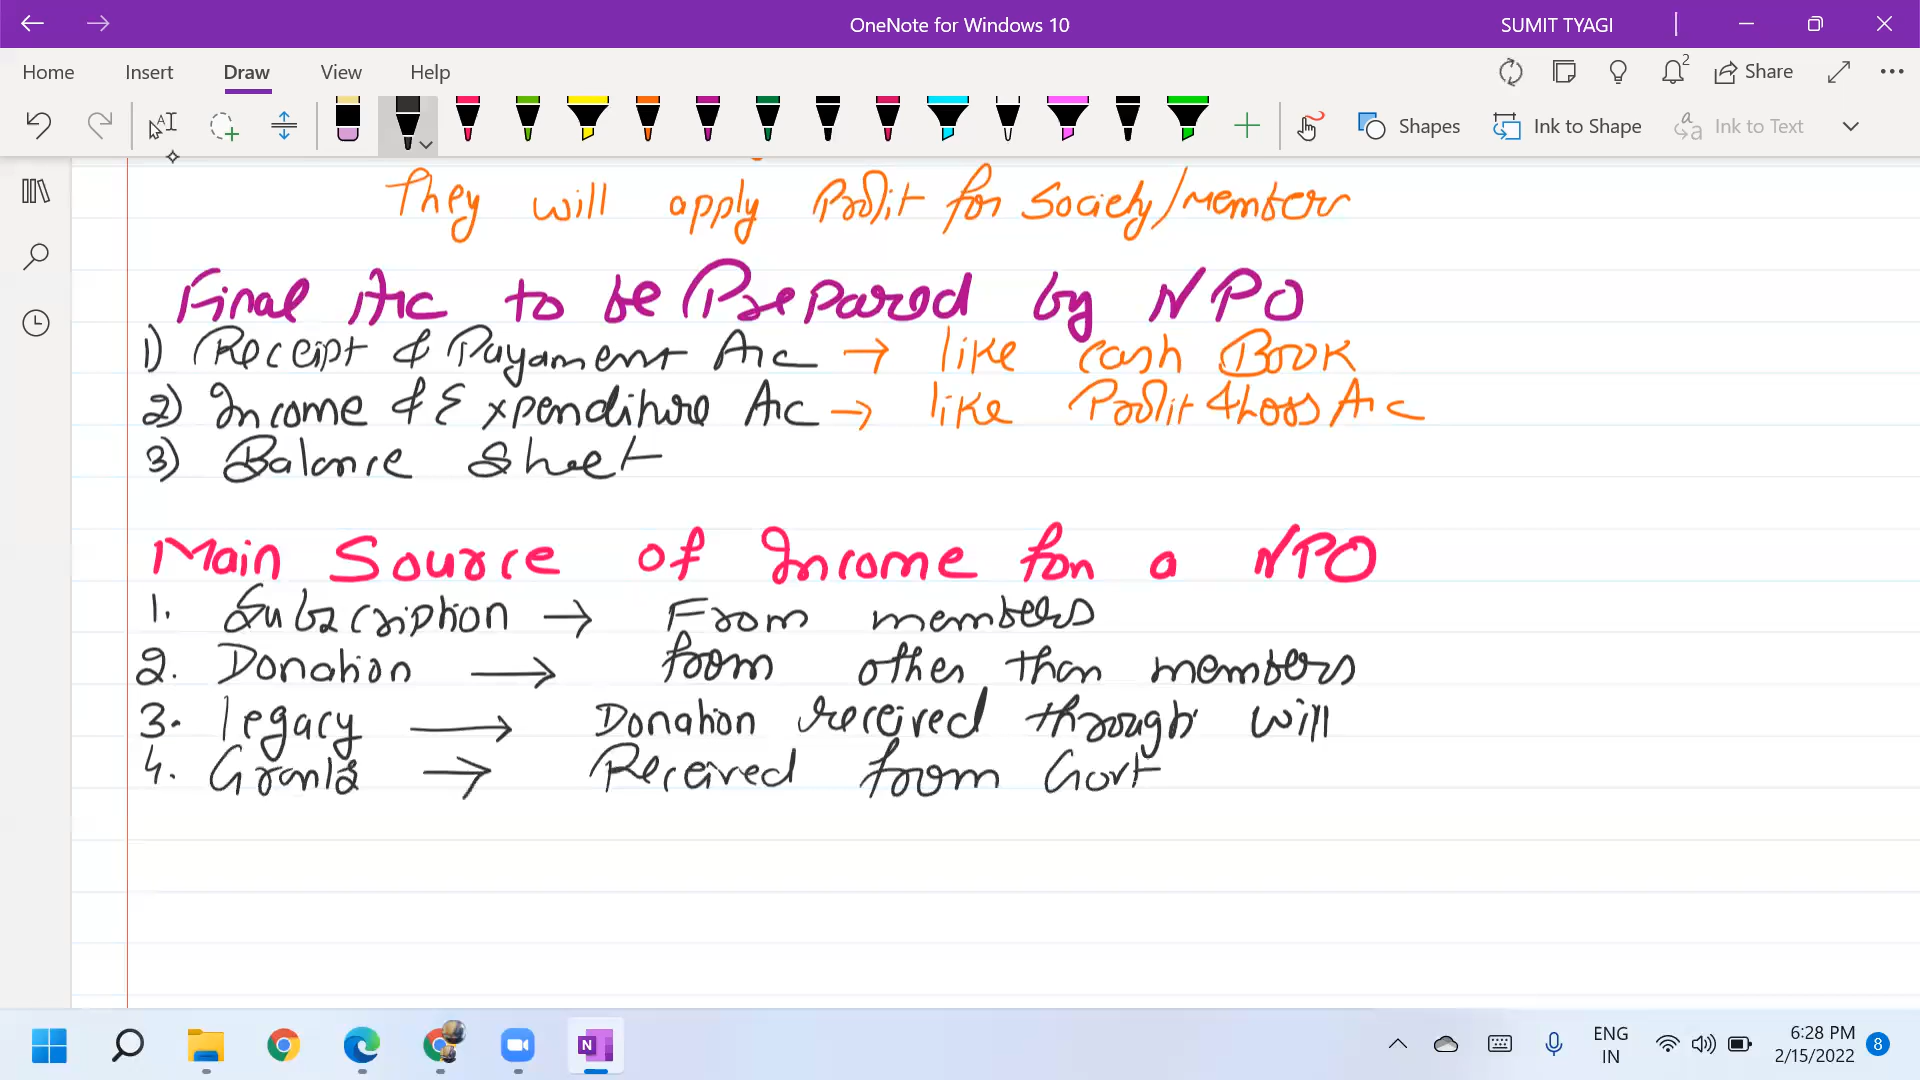 OneNote for Windows 10
SUMIT TYAGI
Home Insert Draw View Help
2
Share
Shapes
Ink to Shape
Ink to Text
They will apply Profit for Society/members
Final A/c to be Prepared by NPO
1) Receipt & Payament A/c → like cash Book
2) Income & Expenditure A/c → like Profit & Loss A/c
3) Balance Sheet
Main Source of Income for a NPO
1. Subscription → From members
2. Donation → from other than members
3. legacy → Donation received through will
4. Grants → Received from Govt
ENG
IN
6:28 PM
2/15/2022
8